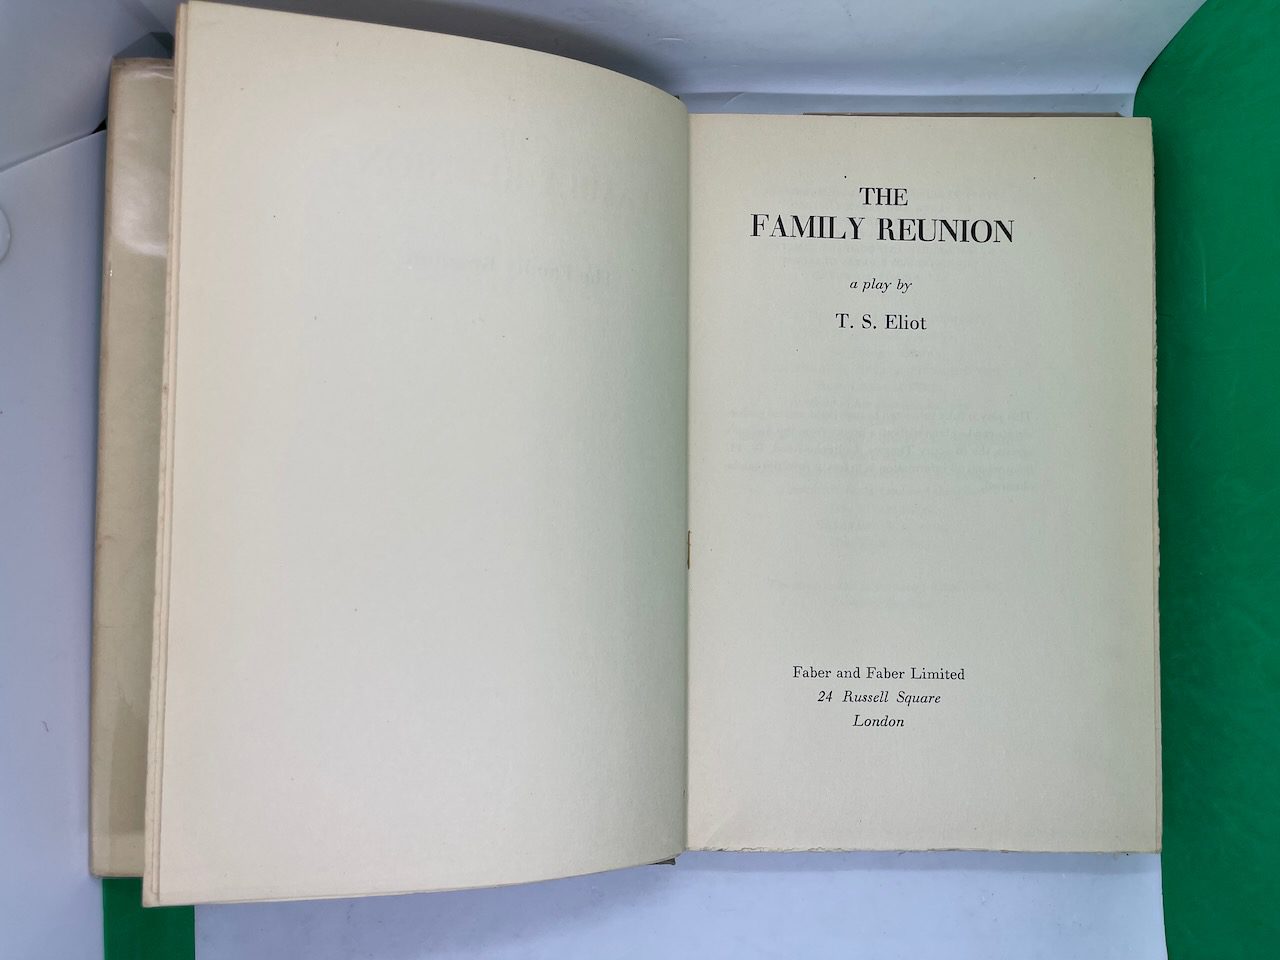 THE
FAMILY REUNION
a play by
T. S. Eliot
Faber and Faber Limited
24 Russell Square
London